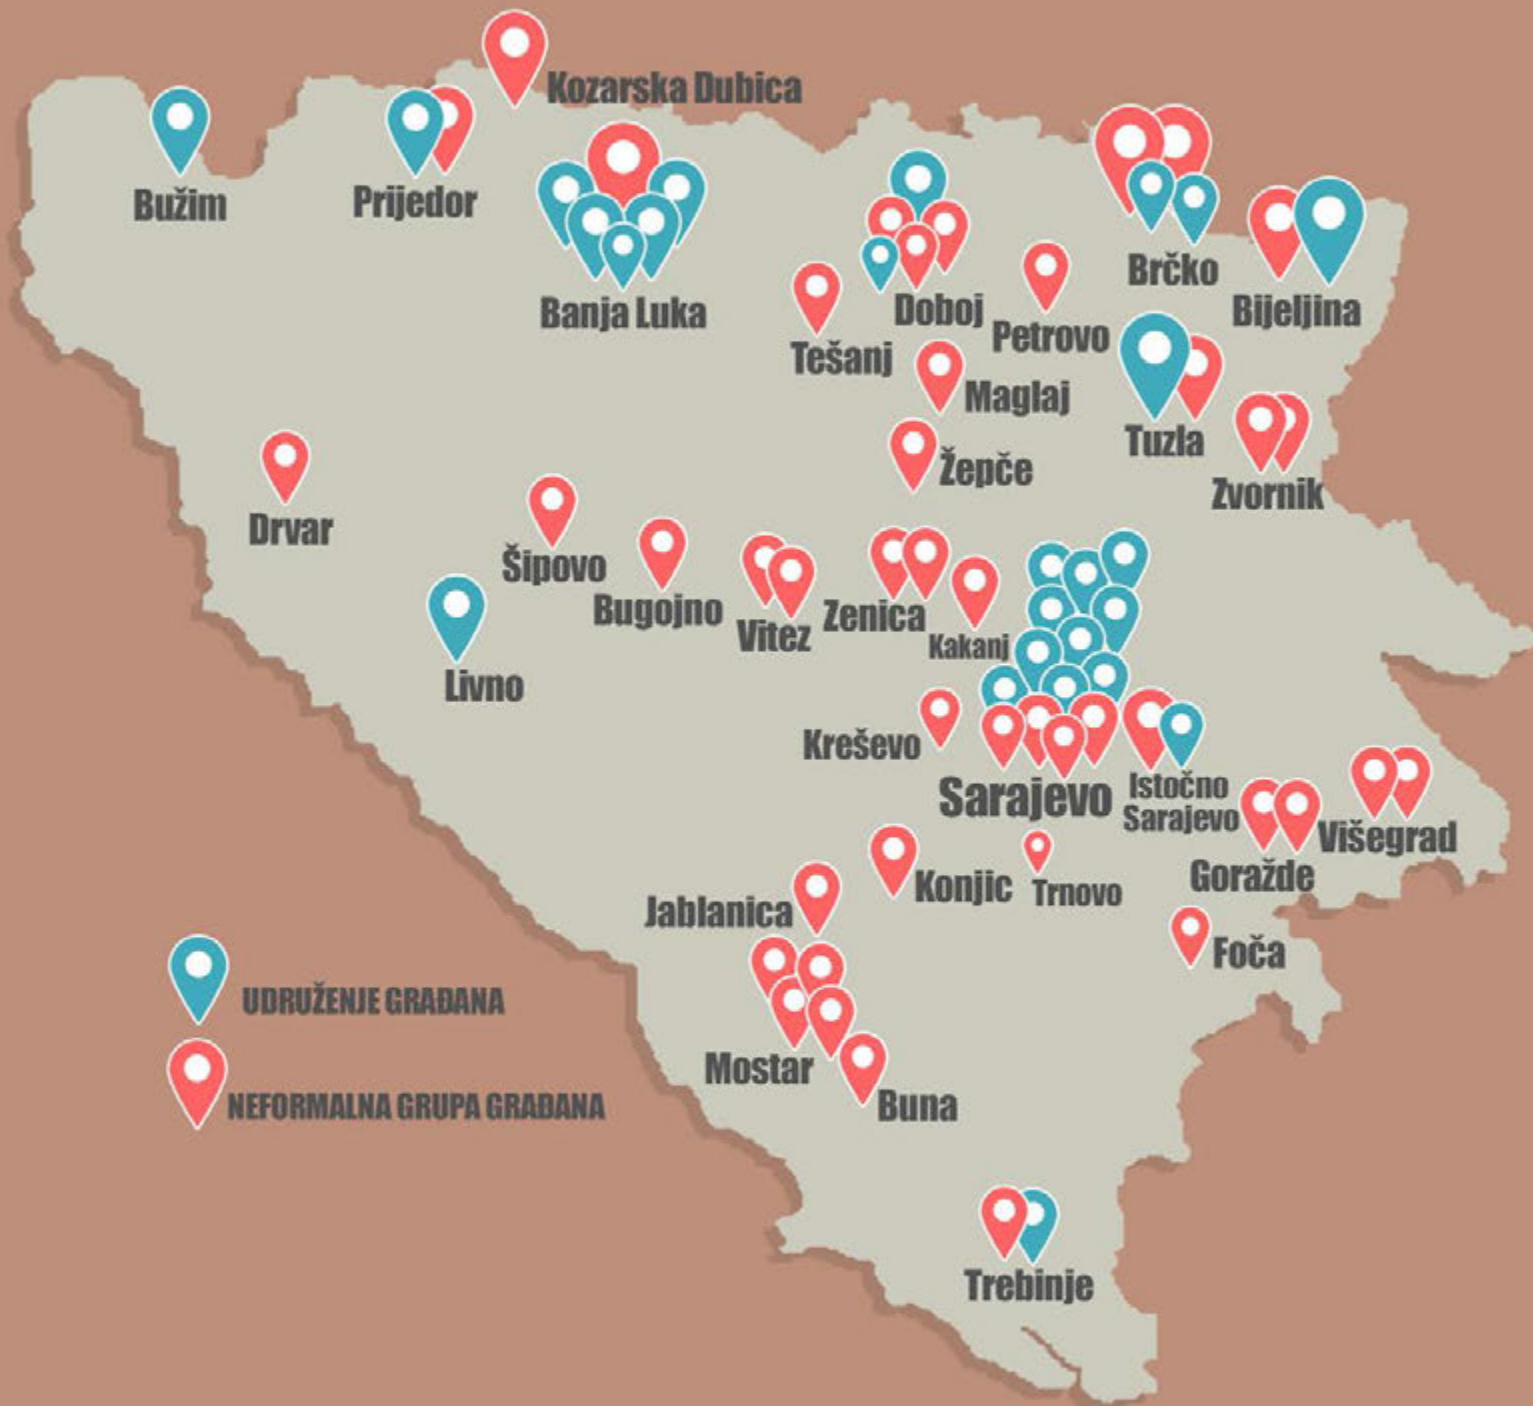 Kozarska Dubica
Bužim
Prijedor
Banja Luka
Doboj
Brčko
Bijeljina
Petrovo
Tešanj
Maglaj
Tuzla
Žepče
Zvornik
Drvar
Šipovo
Bugojno
Vitez
Zenica
Kakanj
Livno
Kreševo
Sarajevo
Istočno
Sarajevo
Višegrad
Goražde
Konjic
Trnovo
Jablanica
Foča
UDRUŽENJE GRAĐANA
Mostar
NEFORMALNA GRUPA GRAĐANA
Buna
Trebinje